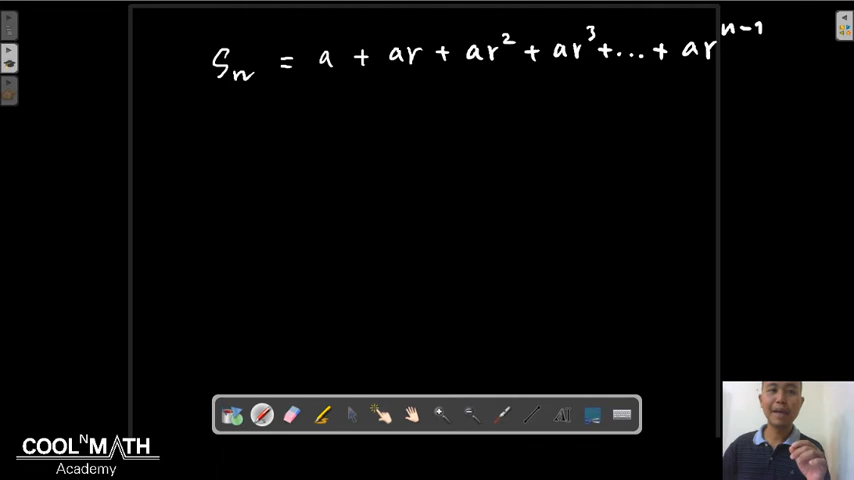 Sₙ = a + ar + ar² + ar³ + ... + arⁿ⁻¹
COOL ᴺ MATH
Academy